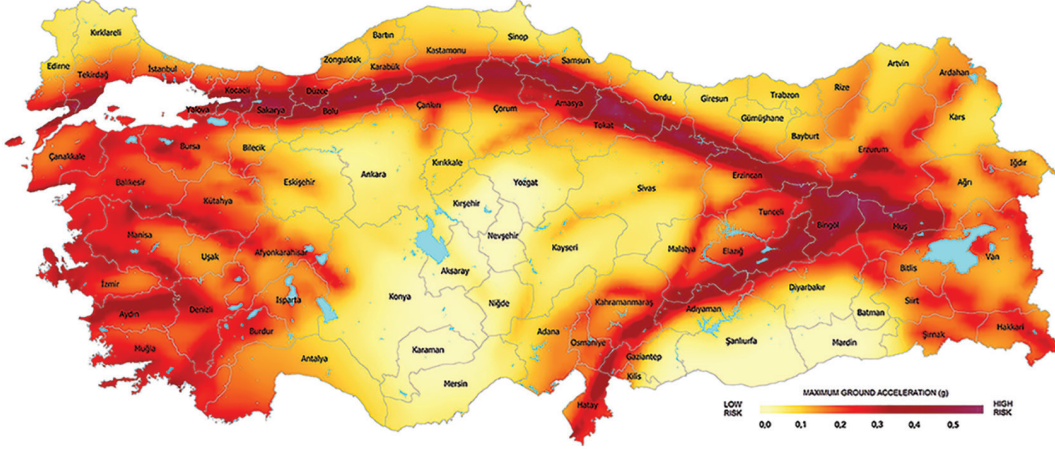 Kırklareli
Edirne
Tekirdağ
İstanbul
Kocaeli
Yalova
Sakarya
Düzce
Bolu
Zonguldak
Bartın
Karabük
Kastamonu
Sinop
Samsun
Çankırı
Çorum
Amasya
Tokat
Ordu
Giresun
Trabzon
Gümüşhane
Bayburt
Rize
Artvin
Ardahan
Kars
Iğdır
Ağrı
Erzurum
Erzincan
Çanakkale
Balıkesir
Bursa
Bilecik
Eskişehir
Kütahya
Ankara
Kırıkkale
Kırşehir
Yozgat
Sivas
Nevşehir
Kayseri
Aksaray
Niğde
Tunceli
Bingöl
Muş
Elazığ
Malatya
Van
Bitlis
Siirt
Hakkari
Şırnak
Batman
Diyarbakır
Mardin
Şanlıurfa
Adıyaman
Kahramanmaraş
Osmaniye
Gaziantep
Kilis
Hatay
Adana
Mersin
Karaman
Konya
Manisa
Uşak
Afyonkarahisar
İzmir
Aydın
Denizli
Isparta
Burdur
Muğla
Antalya
MAXIMUM GROUND ACCELERATION (g)
LOW RISK
HIGH RISK
0,0 0,1 0,2 0,3 0,4 0,5